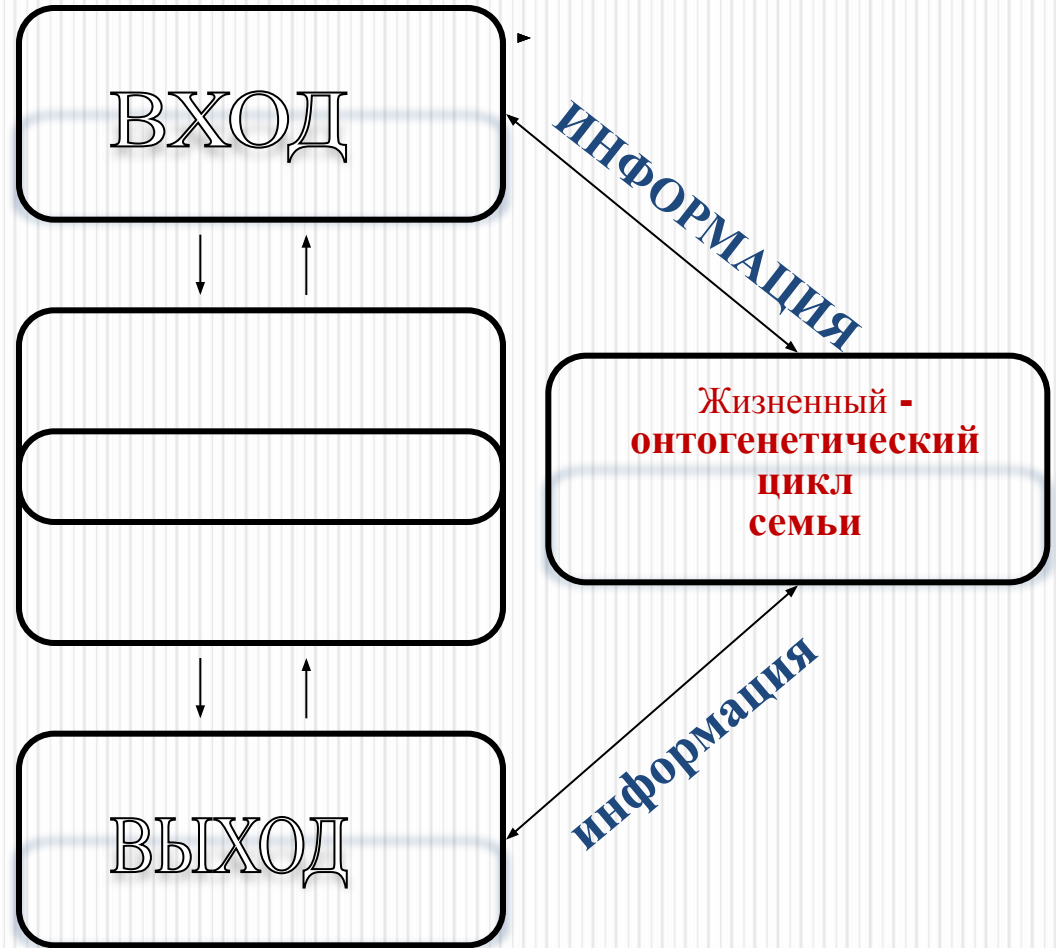 ВХОД
ИНФОРМАЦИЯ
Жизненный -
онтогенетический
цикл
семьи
информация
ВЫХОД